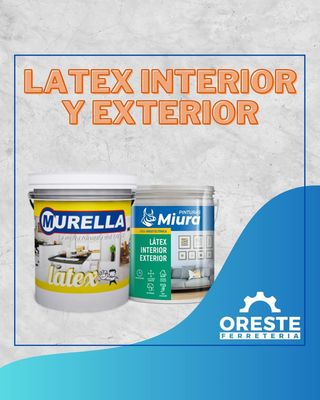 LATEX INTERIOR
Y EXTERIOR
MURELLA
latex
PINTURAS
Miura
LÁTEX
INTERIOR
EXTERIOR
ORESTE
FERRETERIA